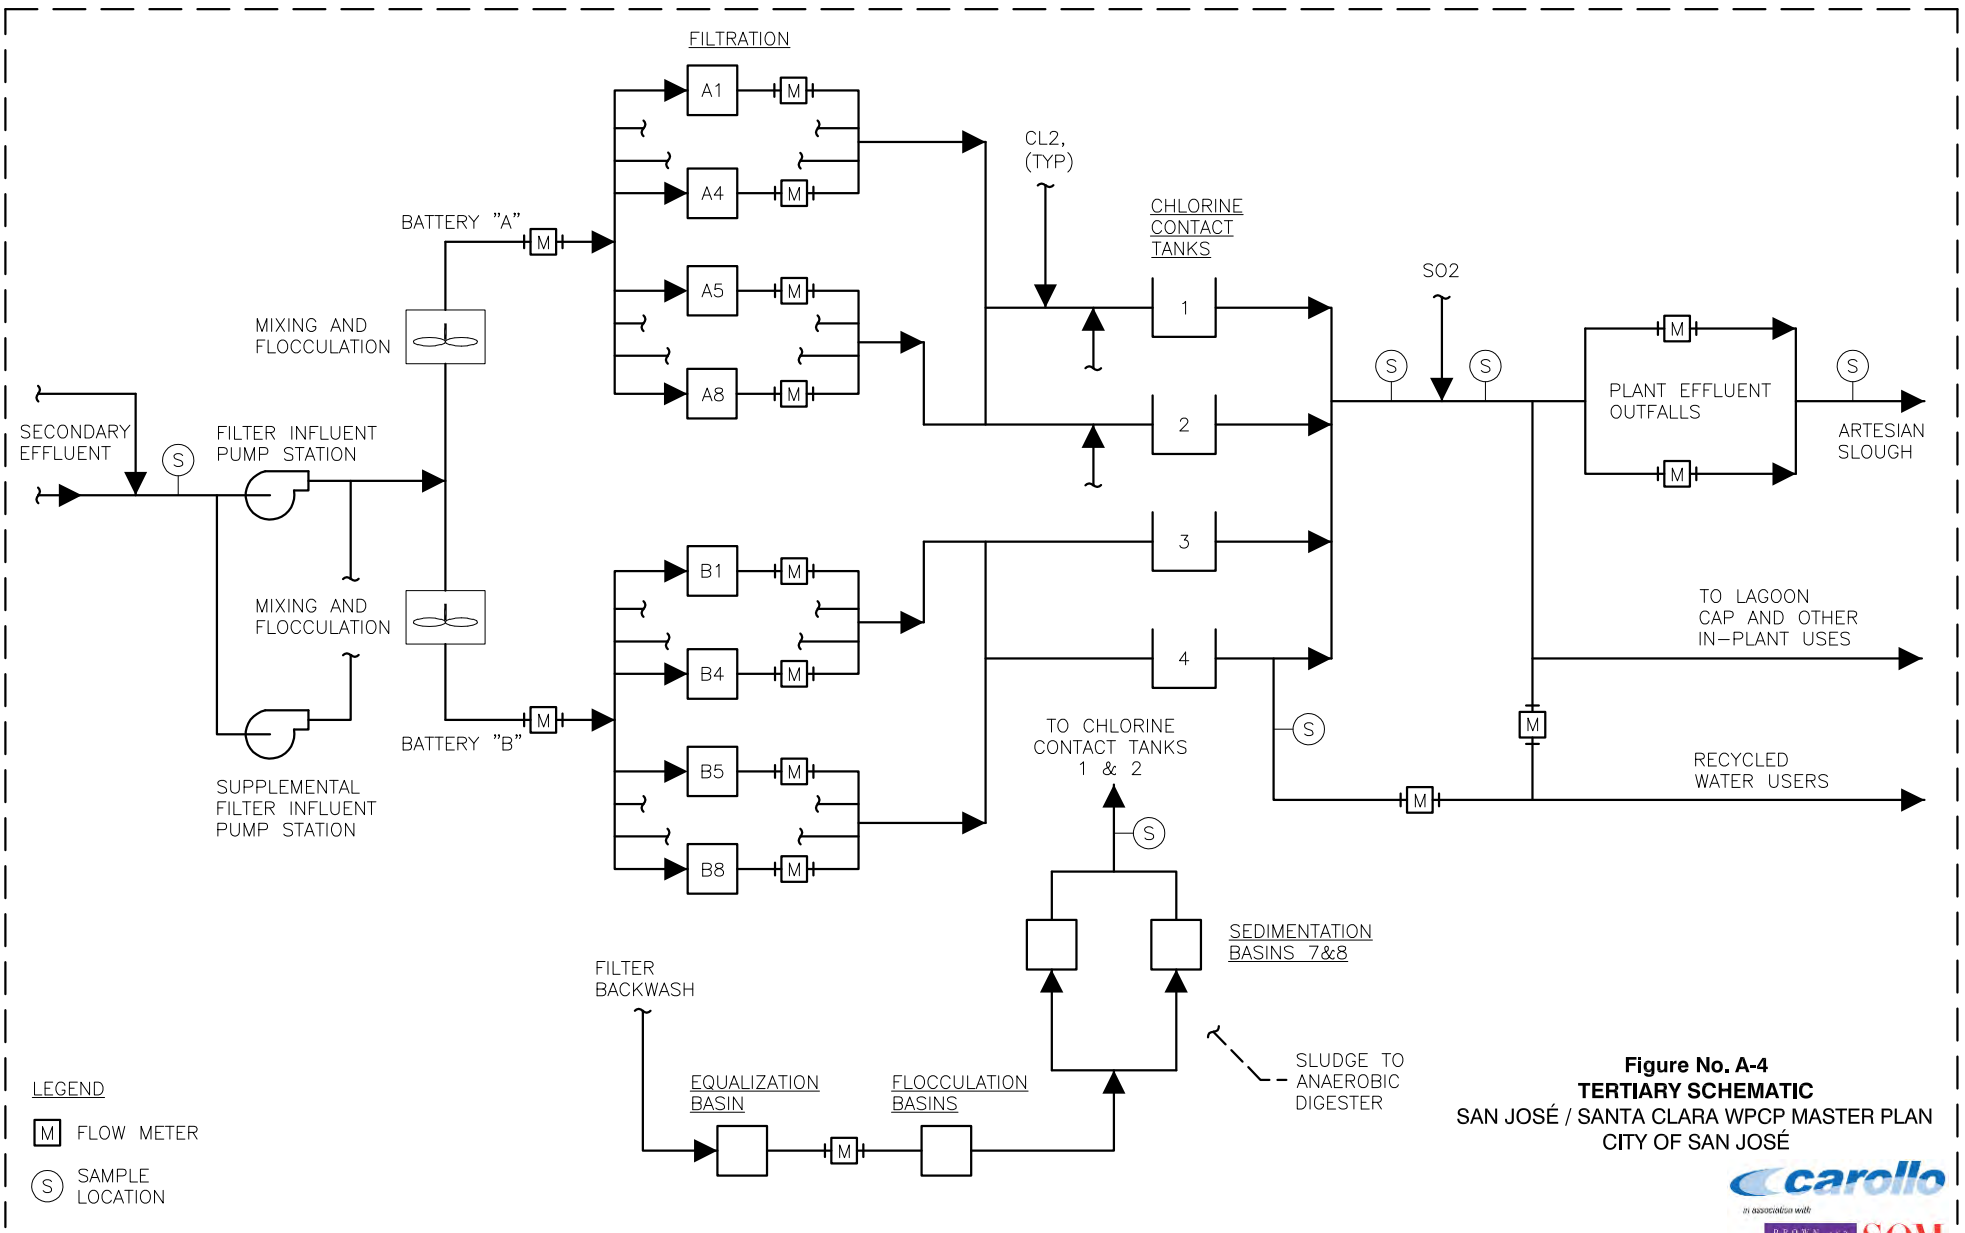 FILTRATION
A1
M
A4
M
BATTERY "A"
M
A5
M
A8
M
MIXING AND
FLOCCULATION
CL2,
(TYP)
CHLORINE
CONTACT
TANKS
1
2
3
4
SO2
S
S
M
M
PLANT EFFLUENT
OUTFALLS
S
ARTESIAN
SLOUGH
SECONDARY
EFFLUENT
S
FILTER INFLUENT
PUMP STATION
MIXING AND
FLOCCULATION
BATTERY "B"
M
SUPPLEMENTAL
FILTER INFLUENT
PUMP STATION
B1
M
B4
M
B5
M
B8
M
TO LAGOON
CAP AND OTHER
IN-PLANT USES
M
S
M
RECYCLED
WATER USERS
TO CHLORINE
CONTACT TANKS
1 & 2
S
SEDIMENTATION
BASINS 7&8
FILTER
BACKWASH
EQUALIZATION
BASIN
M
FLOCCULATION
BASINS
SLUDGE TO
ANAEROBIC
DIGESTER
LEGEND
M FLOW METER
S SAMPLE
LOCATION
Figure No. A-4
TERTIARY SCHEMATIC
SAN JOSÉ / SANTA CLARA WPCP MASTER PLAN
CITY OF SAN JOSÉ
carollo
in association with